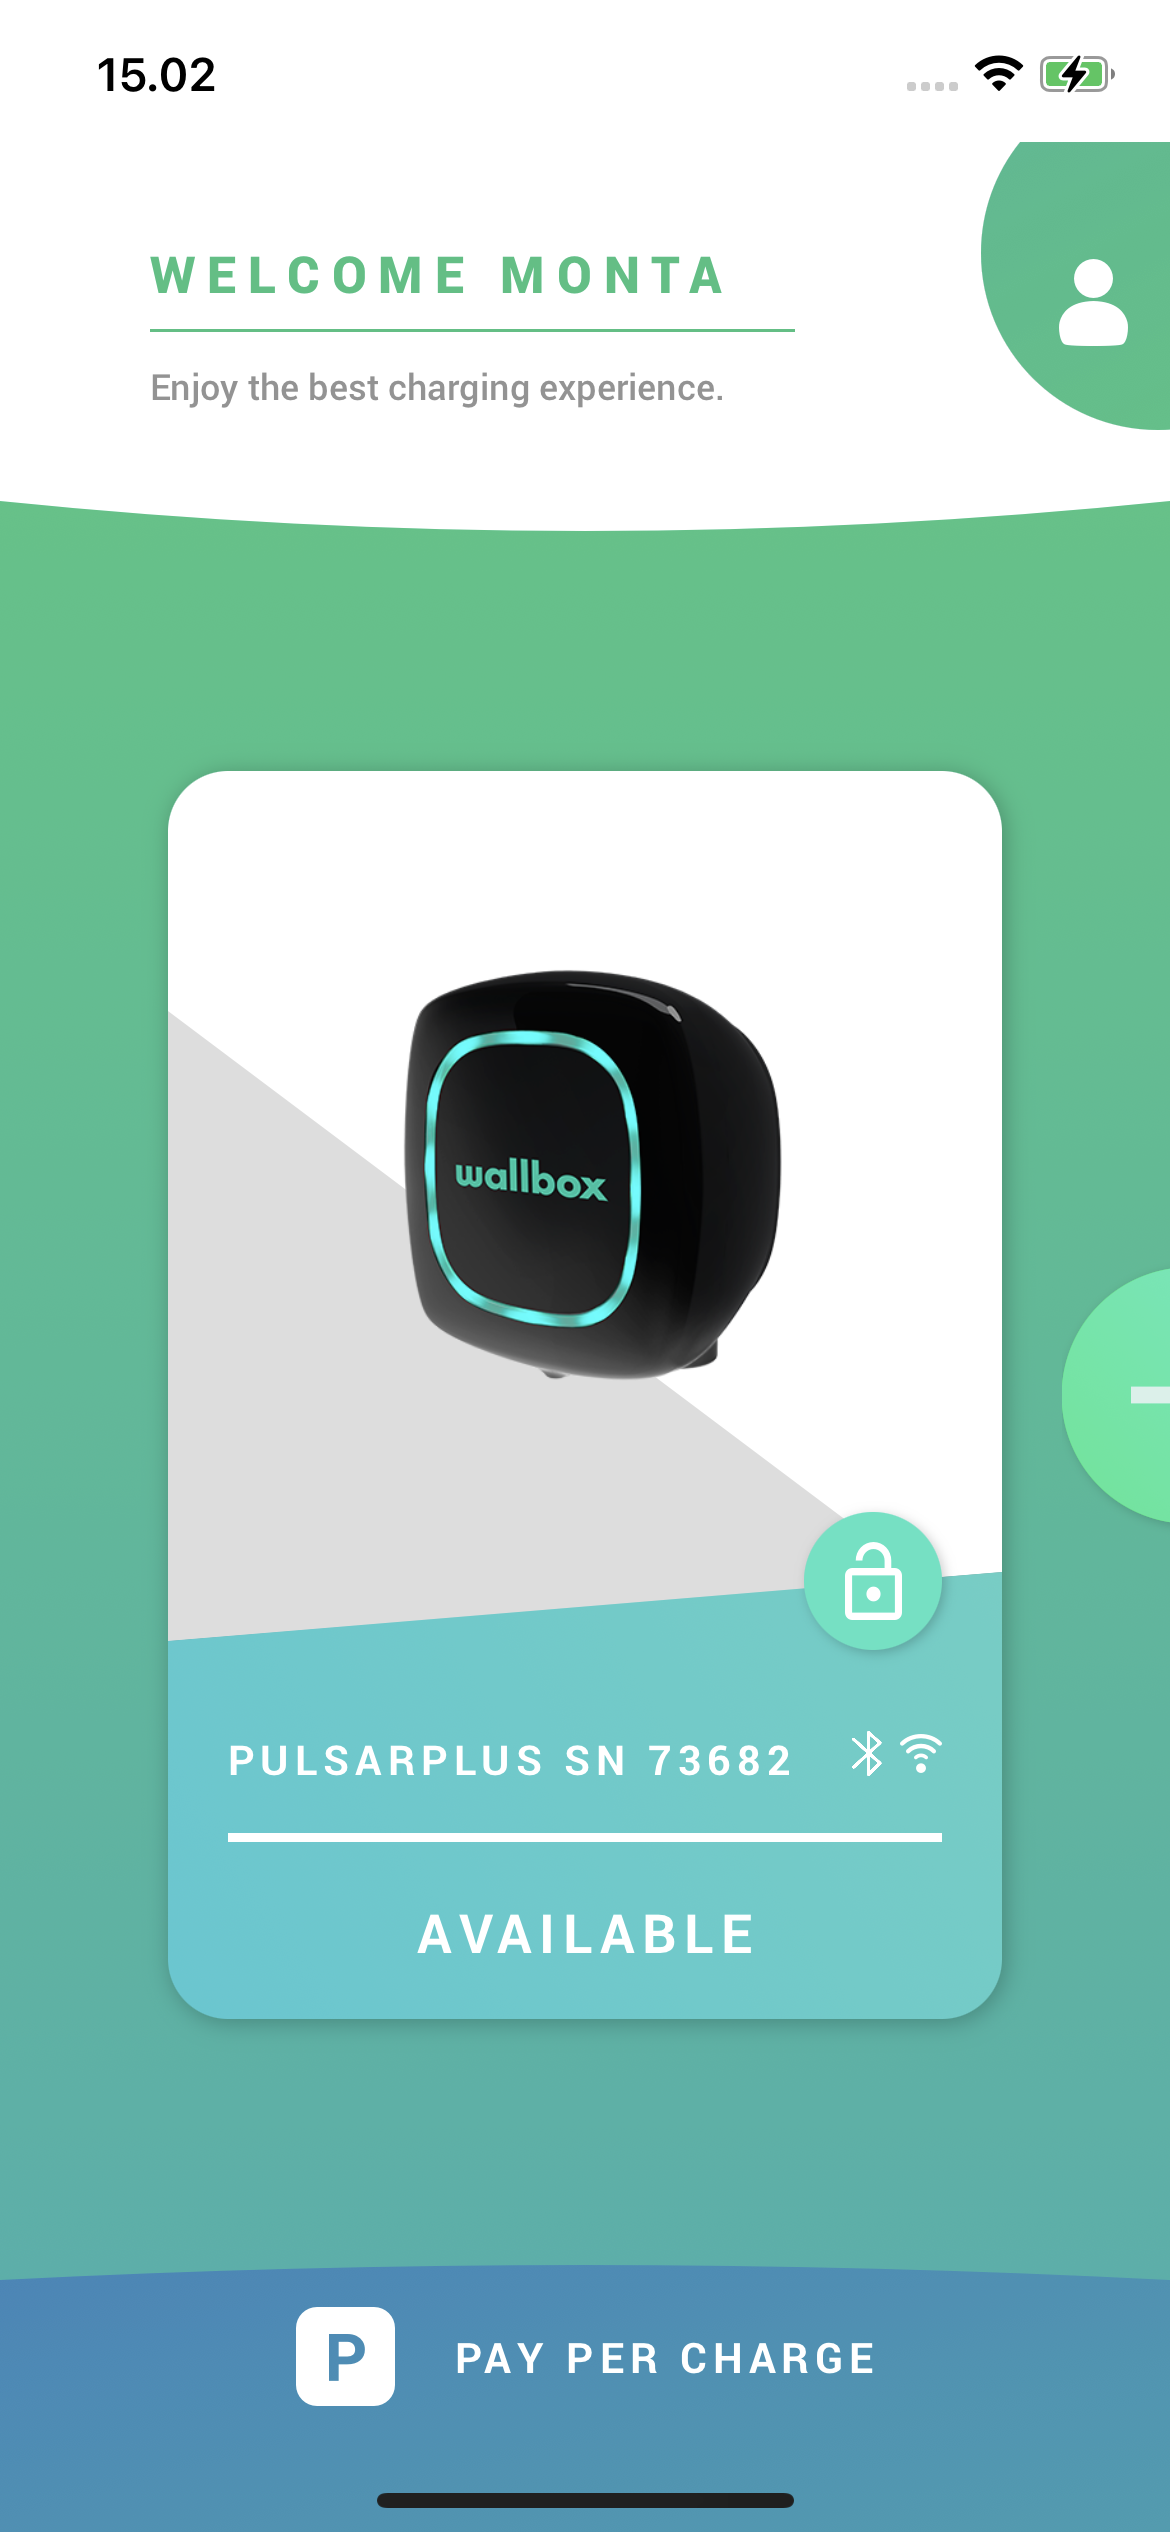 15.02
WELCOME MONTA
Enjoy the best charging experience.
wallbox
PULSARPLUS SN 73682
AVAILABLE
P PAY PER CHARGE